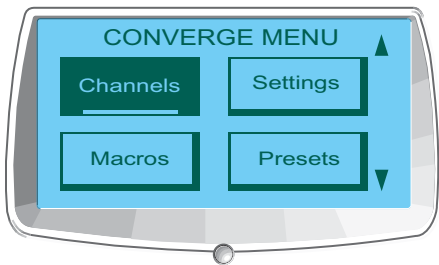 CONVERGE MENU
Channels
Settings
Macros
Presets